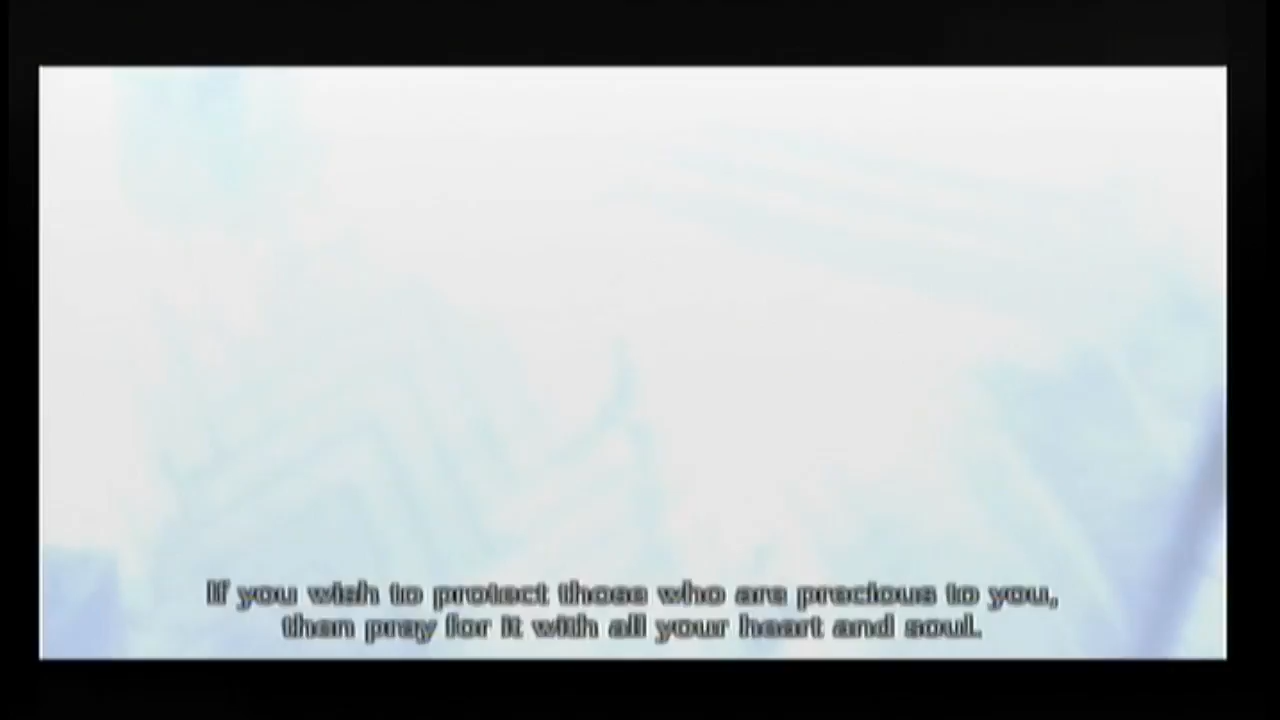 If you wish to protect those who are precious to you,
then pray for it with all your heart and soul.